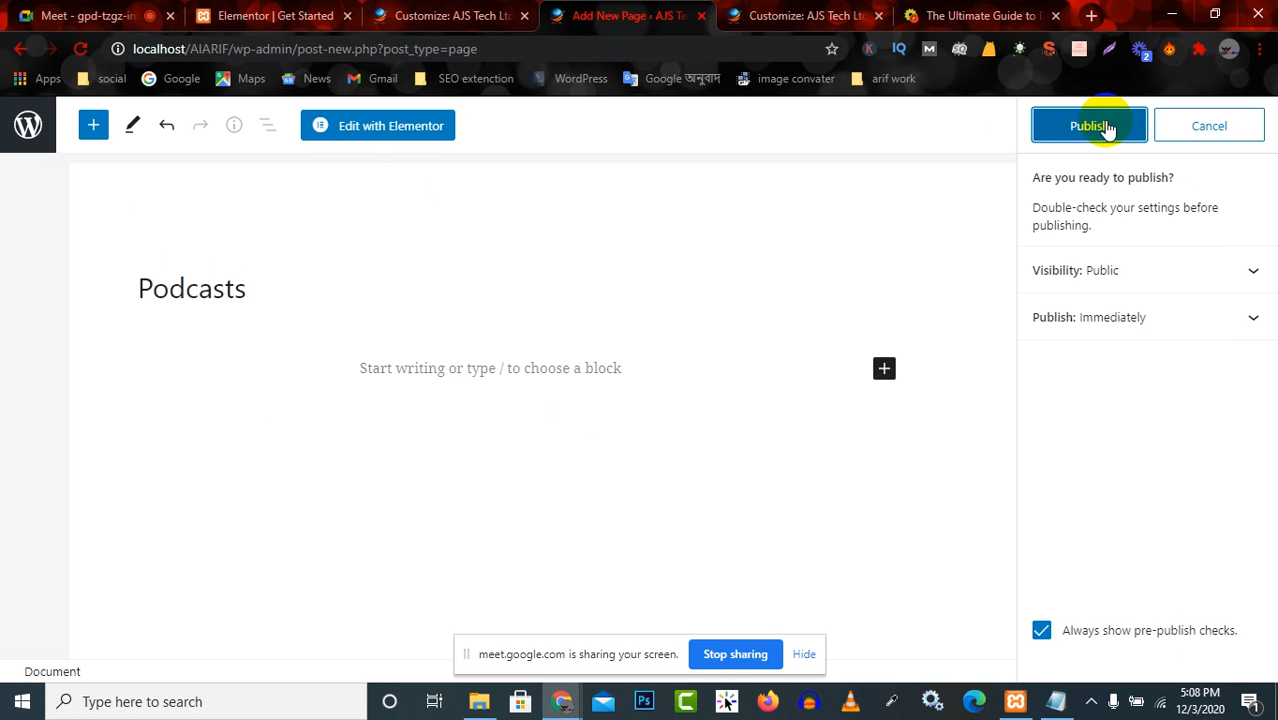 Meet - gpd-tzgz-in
Elementor | Get Started
Customize: AJS Tech Lt
Add New Page ‹ AJS Te
Customize: AJS Tech Ltd
The Ultimate Guide to D
localhost/AIARIF/wp-admin/post-new.php?post_type=page
2
Apps
social
Google
Maps
News
Gmail
SEO extenction
WordPress
Google অনুবাদ
image convater
arif work
Edit with Elementor
Publish
Cancel
Are you ready to publish?
Double-check your settings before
publishing.
Visibility: Public
Publish: Immediately
Podcasts
Start writing or type / to choose a block
Always show pre-publish checks.
meet.google.com is sharing your screen.
Stop sharing
Hide
Document
Type here to search
5:08 PM
12/3/2020
1